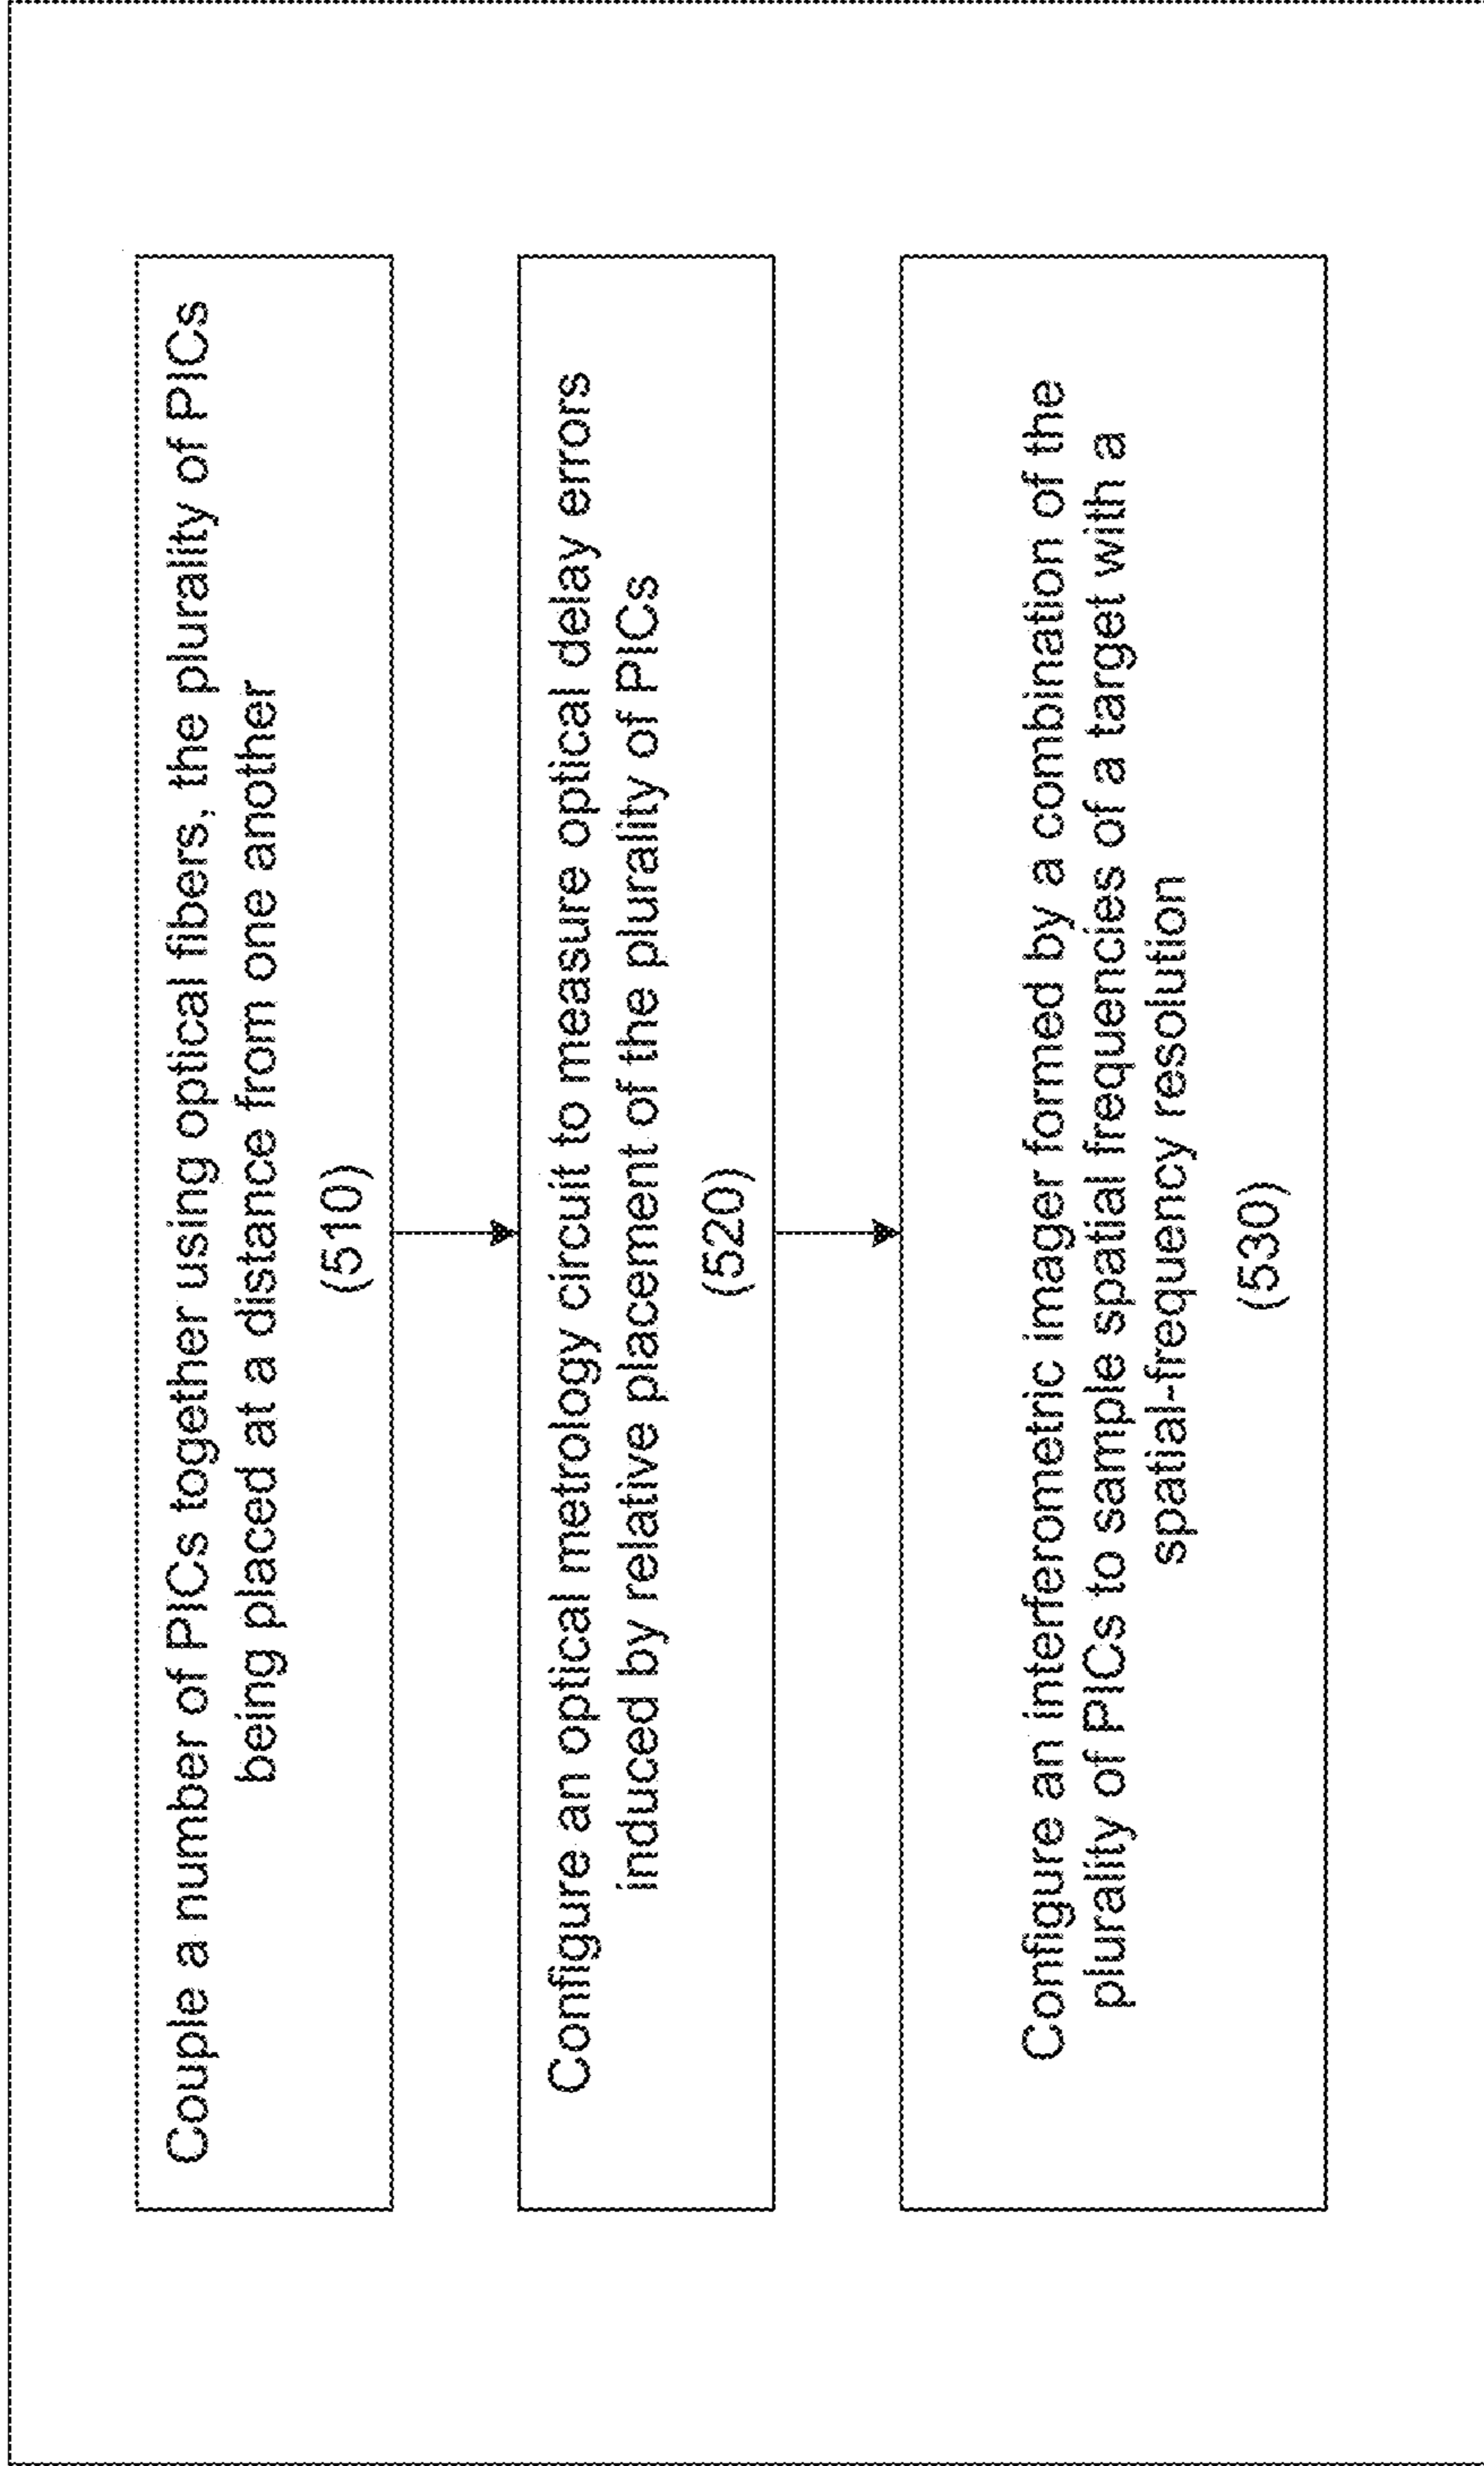 Couple a number of PICs together using optical fibers, the plurality of PICs
being placed at a distance from one another
(510)
Configure an optical metrology circuit to measure optical delay errors
induced by relative placement of the plurality of PICs
(520)
Configure an interferometric imager formed by a combination of the
plurality of PICs to sample spatial frequencies of a target with a
spatial-frequency resolution
(530)